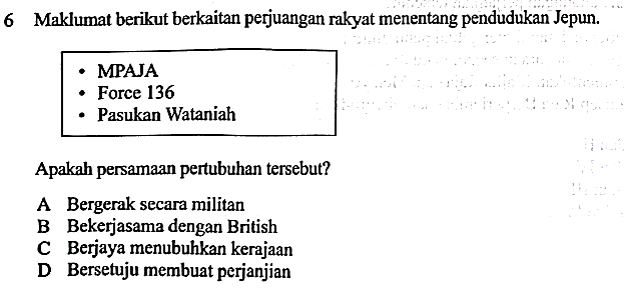 6 Maklumat berikut berkaitan perjuangan rakyat menentang pendudukan Jepun.
• MPAJA
• Force 136
• Pasukan Wataniah
Apakah persamaan pertubuhan tersebut?
A Bergerak secara militan
B Bekerjasama dengan British
C Berjaya menubuhkan kerajaan
D Bersetuju membuat perjanjian